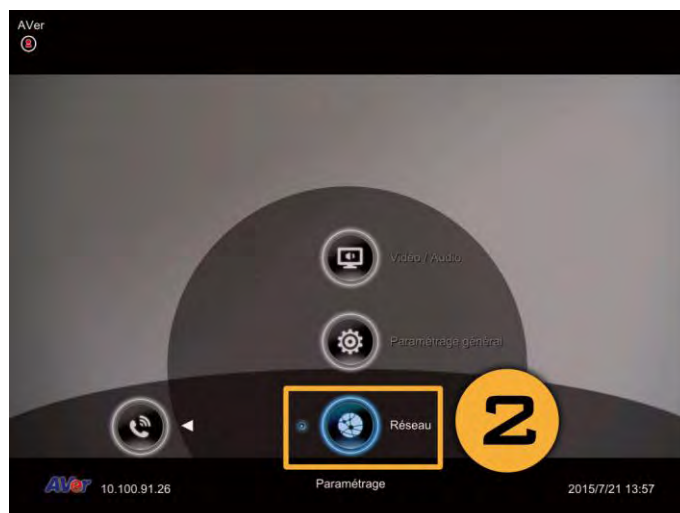 AVer
Vidéo / Audio
Paramétrage général
Réseau
2
AVer 10.100.91.26
Paramétrage
2015/7/21 13:57